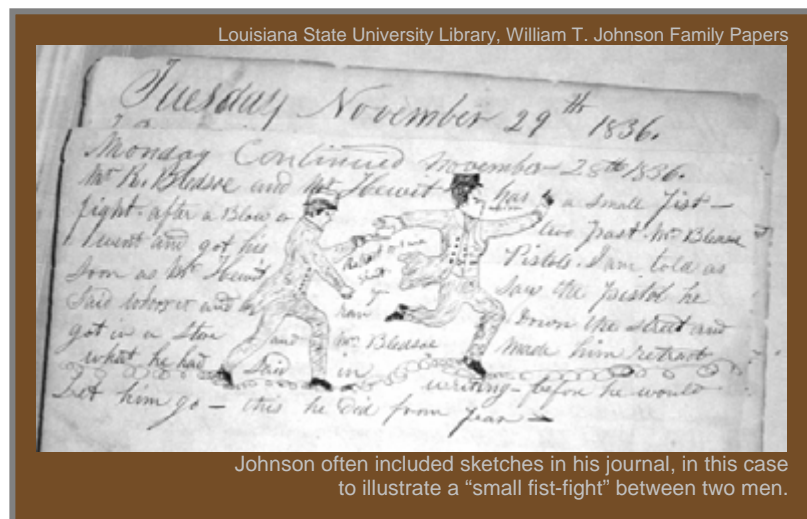 Louisiana State University Library, William T. Johnson Family Papers
Tuesday November 29th 1836.
Monday Continued November 28th 1836.
Mr R. Bledsoe and Mr Hewit has a small fist
fight. after a Blow or two past. Mr Bledsoe
went and got his Pistols. I am told as
Soon as Mr Hewit Saw the pistol he
Said and he ran Down the street and
got in a Store and Mr Bledsoe made him retract
what he had Said in writing before he would
Let him go — this he did from fear —
Johnson often included sketches in his journal, in this case
to illustrate a “small fist-fight” between two men.